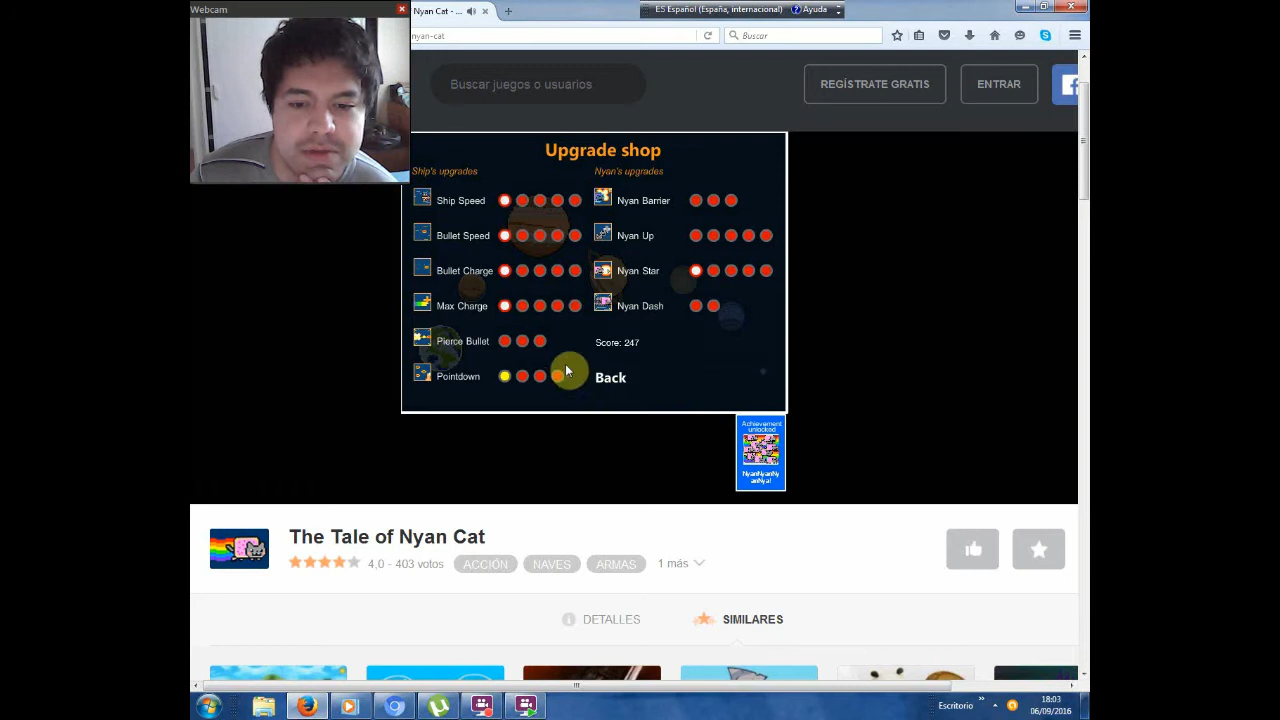 Webcam
Nyan Cat - ...
ES Español (España, internacional)
Ayuda
nyan-cat
Buscar
Buscar juegos o usuarios
REGÍSTRATE GRATIS
ENTRAR
Upgrade shop
Ship's upgrades
Nyan's upgrades
Ship Speed
Nyan Barrier
Bullet Speed
Nyan Up
Bullet Charge
Nyan Star
Max Charge
Nyan Dash
Pierce Bullet
Score: 247
Pointdown
Back
Achievement
unlocked
NyanNyanNy
anNya!
The Tale of Nyan Cat
4,0 - 403 votos
ACCIÓN
NAVES
ARMAS
1 más
DETALLES
SIMILARES
Escritorio
18:03
06/09/2016